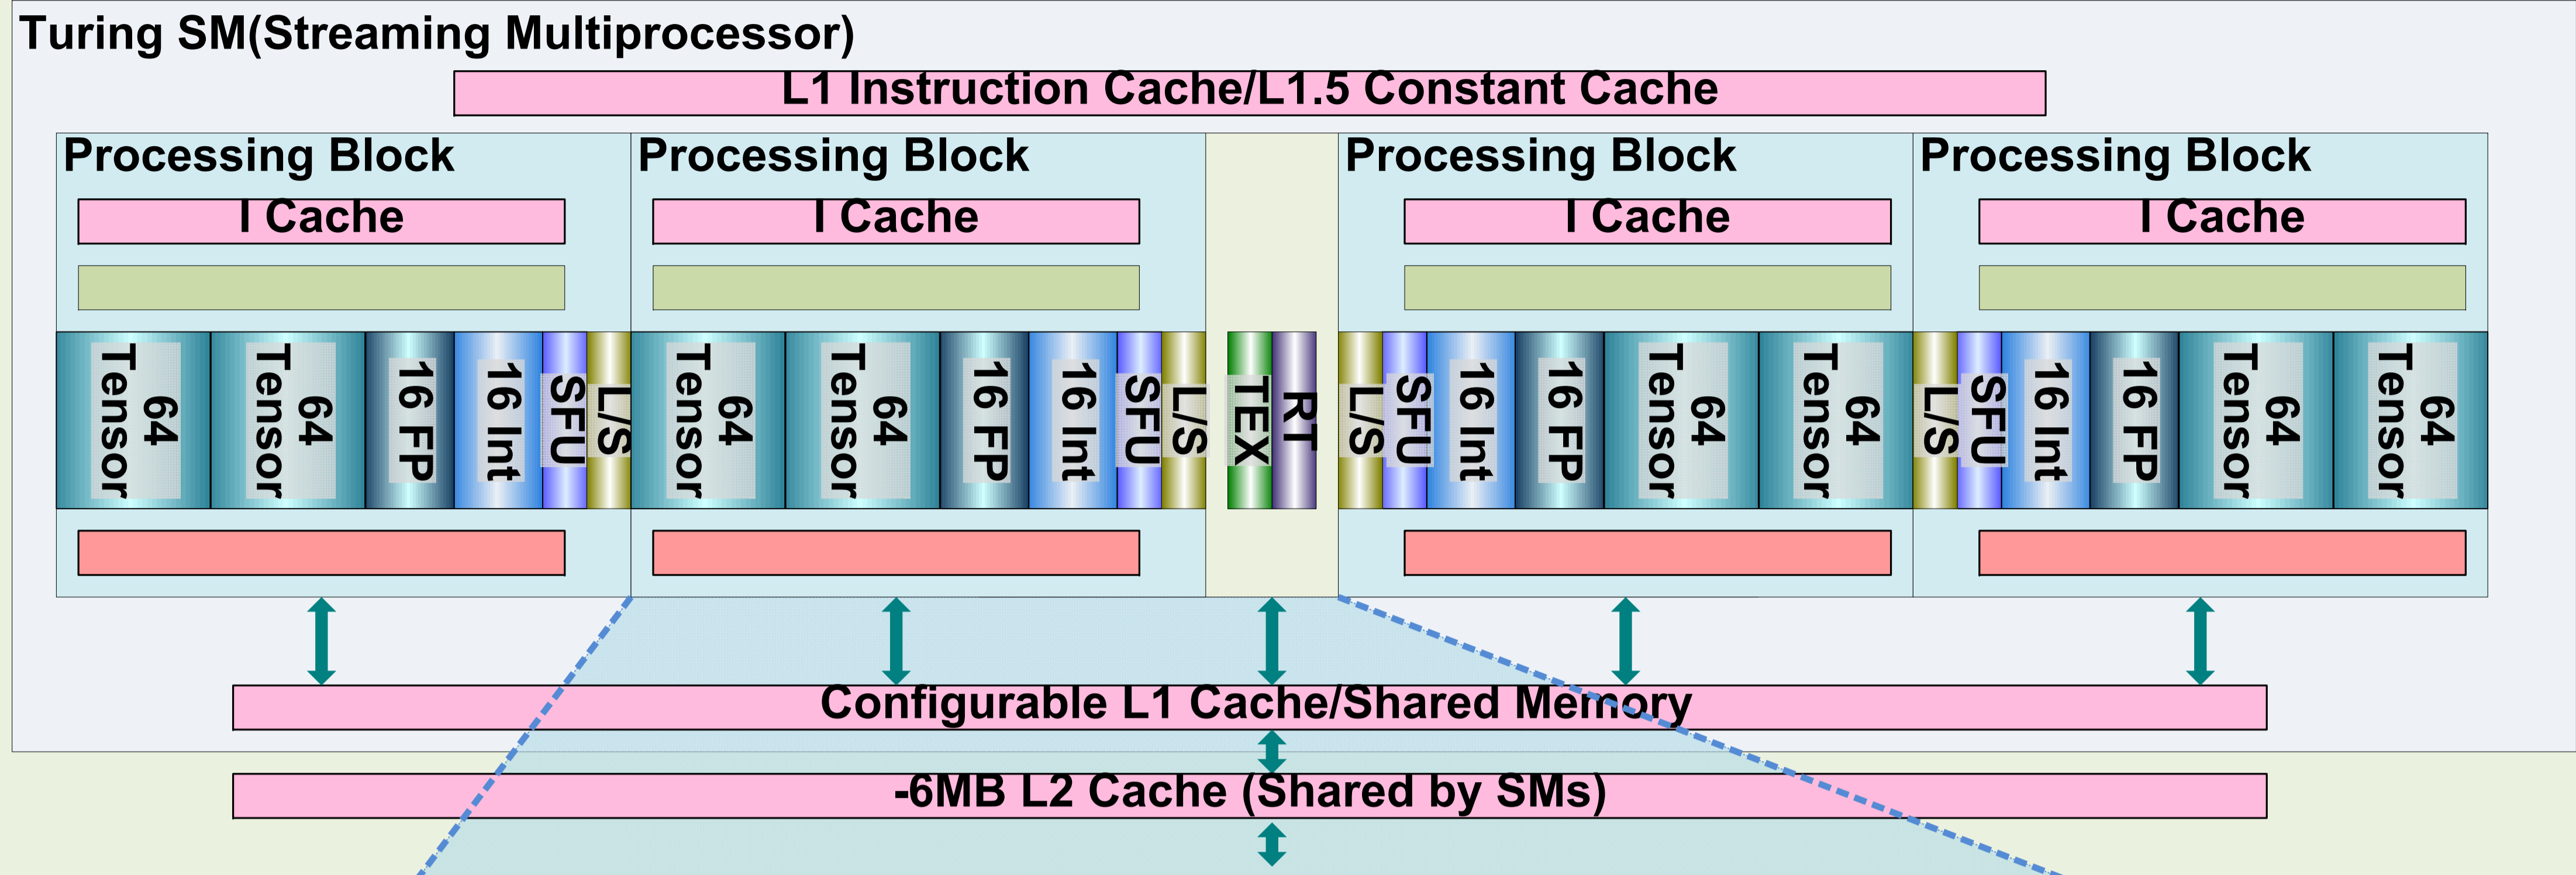 Turing SM(Streaming Multiprocessor)
L1 Instruction Cache/L1.5 Constant Cache
Processing Block
Processing Block
Processing Block
Processing Block
I Cache
I Cache
I Cache
I Cache
64
Tensor
64
Tensor
16 FP
16 Int
SFU
L/S
64
Tensor
64
Tensor
16 FP
16 Int
SFU
L/S
TEX
RT
L/S
SFU
16 Int
16 FP
64
Tensor
64
Tensor
L/S
SFU
16 Int
16 FP
64
Tensor
64
Tensor
Configurable L1 Cache/Shared Memory
-6MB L2 Cache (Shared by SMs)